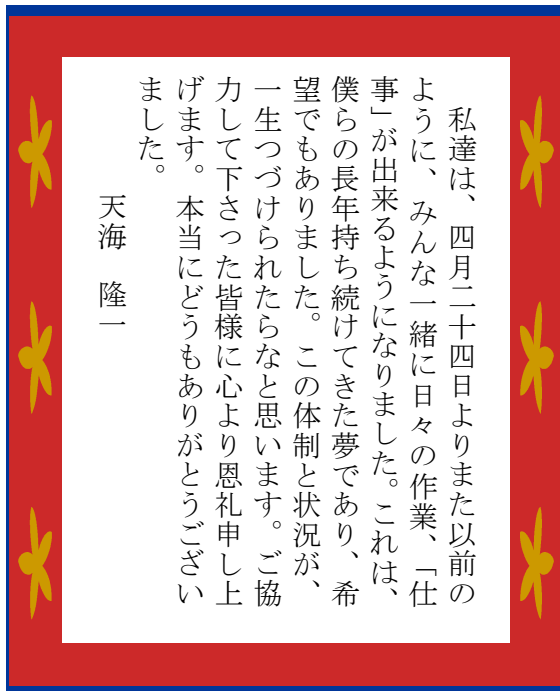 私達は、四月二十四日よりまた以前の
ように、みんな一緒に日々の作業、「仕
事」が出来るようになりました。これは、
僕らの長年持ち続けてきた夢であり、希
望でもありました。この体制と状況が、
一生つづけられたらなと思います。ご協
力して下さった皆様に心より恩礼申し上
げます。本当にどうもありがとうござい
ました。
天海 隆一